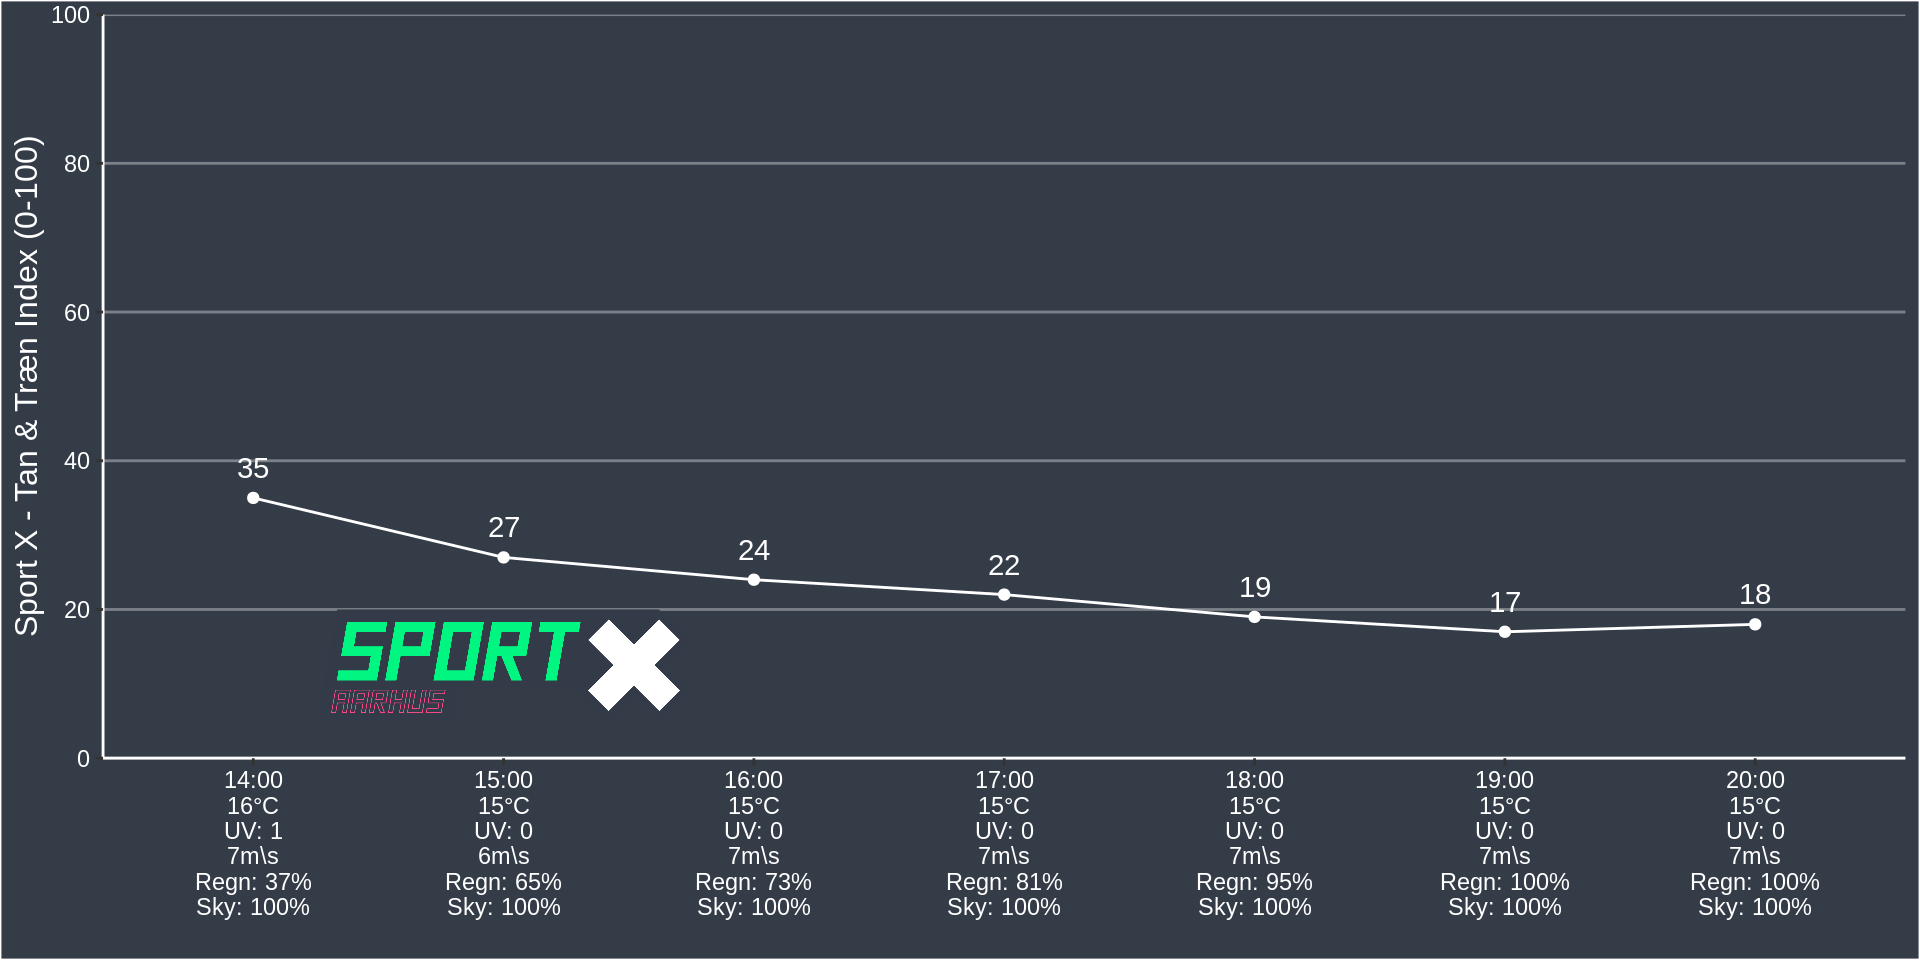 Sport X - Tan & Træn Index (0-100)
100
80
60
40
20
0
35
27
24
22
19
17
18
SPORT X
AARHUS
14:00 15:00 16:00 17:00 18:00 19:00 20:00
16°C 15°C 15°C 15°C 15°C 15°C 15°C
UV: 1 UV: 0 UV: 0 UV: 0 UV: 0 UV: 0 UV: 0
7m\s 6m\s 7m\s 7m\s 7m\s 7m\s 7m\s
Regn: 37% Regn: 65% Regn: 73% Regn: 81% Regn: 95% Regn: 100% Regn: 100%
Sky: 100% Sky: 100% Sky: 100% Sky: 100% Sky: 100% Sky: 100% Sky: 100%